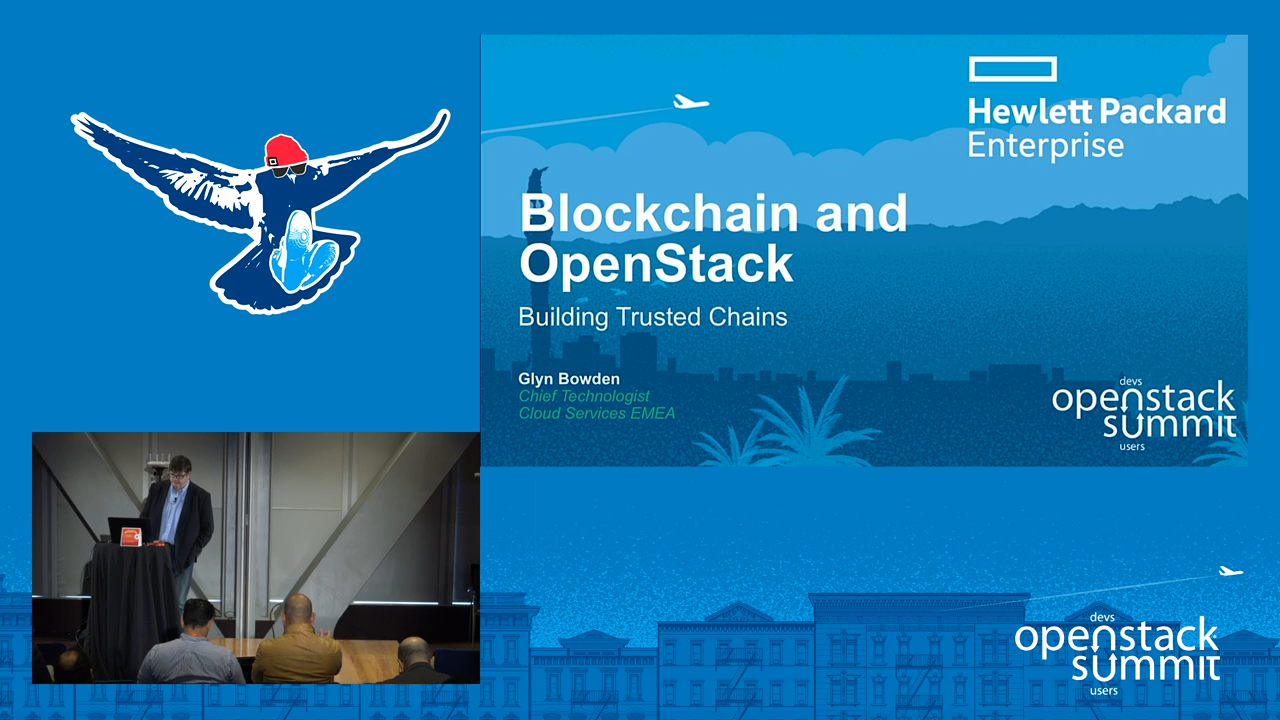 Hewlett Packard
Enterprise
Blockchain and
OpenStack
Building Trusted Chains
Glyn Bowden
Chief Technologist
Cloud Services EMEA
devs
openstack
summit
users
devs
openstack
summit
users